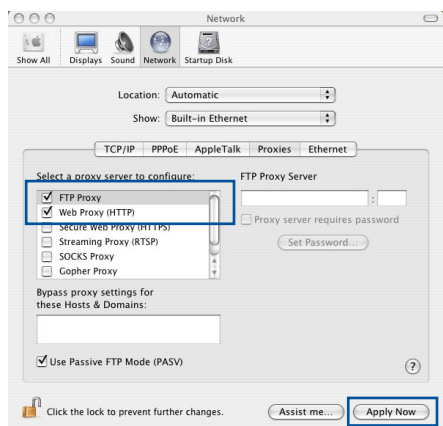 Network
Show All Displays Sound Network Startup Disk
Location: Automatic
Show: Built-in Ethernet
TCP/IP PPPoE AppleTalk Proxies Ethernet
Select a proxy server to configure: FTP Proxy Server
FTP Proxy
:
Web Proxy (HTTP)
Proxy server requires password
Secure Web Proxy (HTTPS)
Streaming Proxy (RTSP)
Set Password...
SOCKS Proxy
Gopher Proxy
Bypass proxy settings for
these Hosts & Domains:
Use Passive FTP Mode (PASV)
?
Click the lock to prevent further changes.
Assist me...
Apply Now